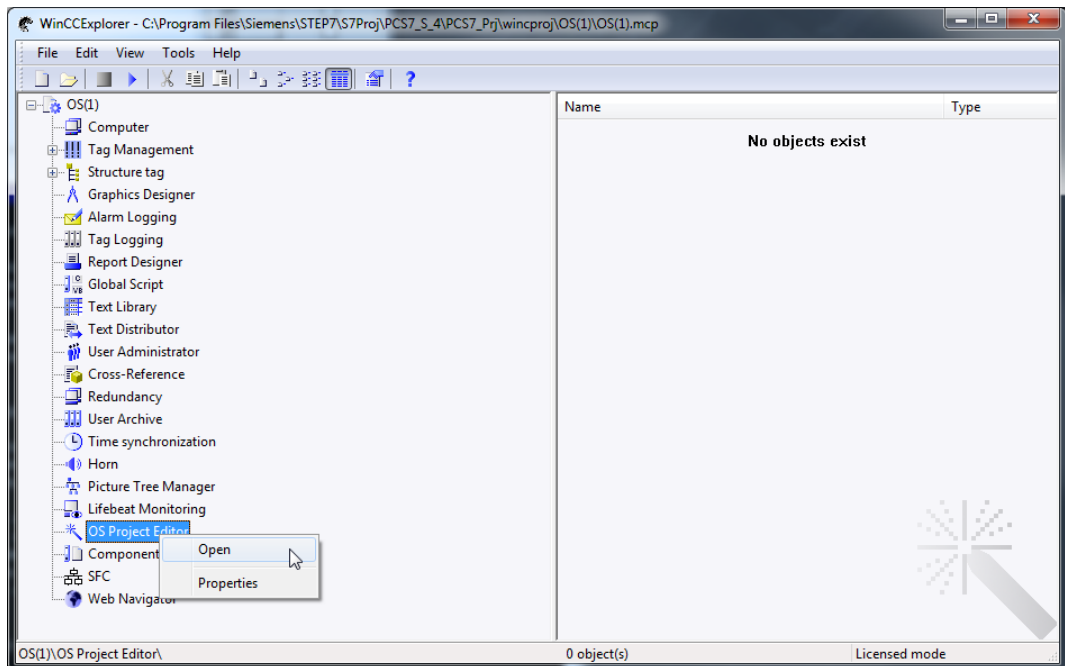 WinCCExplorer - C:\Program Files\Siemens\STEP7\S7Proj\PCS7_S_4\PCS7_Prj\wincproj\OS(1)\OS(1).mcp
File Edit View Tools Help
OS(1)
Computer
Tag Management
Structure tag
Graphics Designer
Alarm Logging
Tag Logging
Report Designer
Global Script
Text Library
Text Distributor
User Administrator
Cross-Reference
Redundancy
User Archive
Time synchronization
Horn
Picture Tree Manager
Lifebeat Monitoring
OS Project Editor
Component
SFC
Web Navigator
Open
Properties
Name Type
No objects exist
OS(1)\OS Project Editor\ 0 object(s) Licensed mode